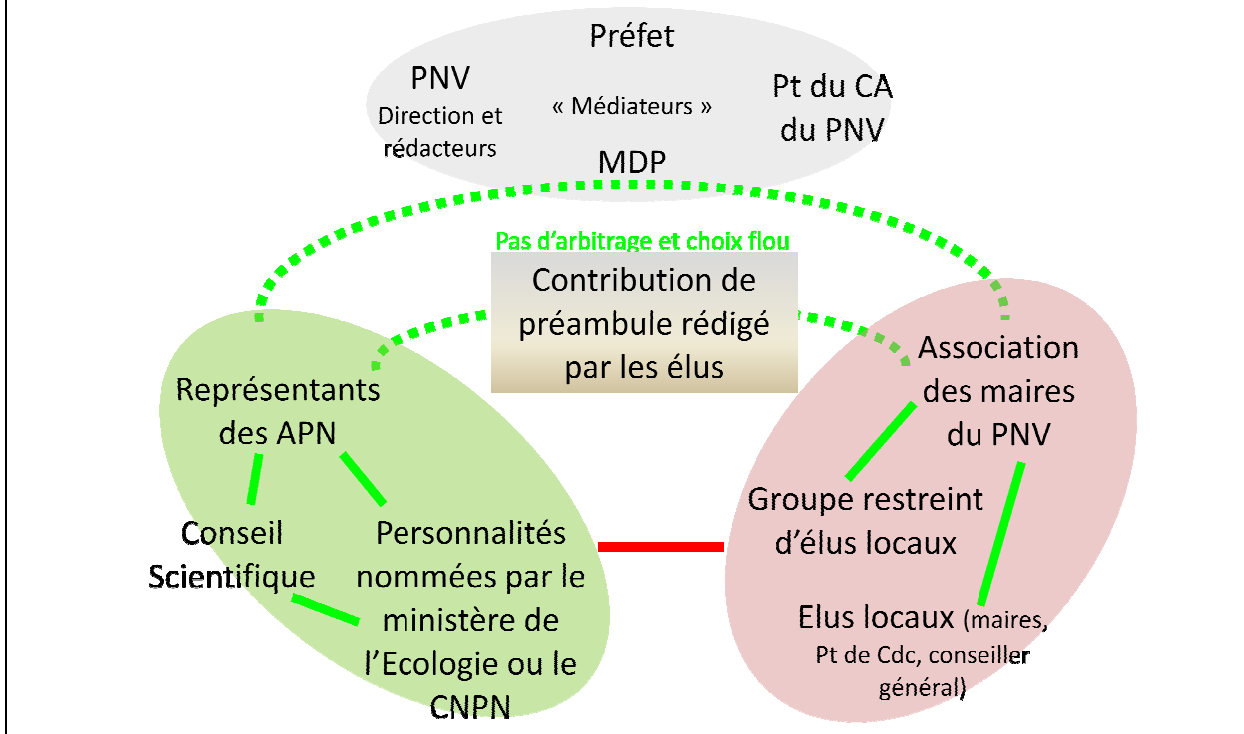 Préfet
PNV
Direction et
rédacteurs
« Médiateurs »
Pt du CA
du PNV
MDP
Pas d'arbitrage et choix flou
Contribution de
préambule rédigé
par les élus
Représentants
des APN
Conseil
Scientifique
Personnalités
nommées par le
ministère de
l'Ecologie ou le
CNPN
Association
des maires
du PNV
Groupe restreint
d'élus locaux
Elus locaux (maires,
Pt de Cdc, conseiller
général)